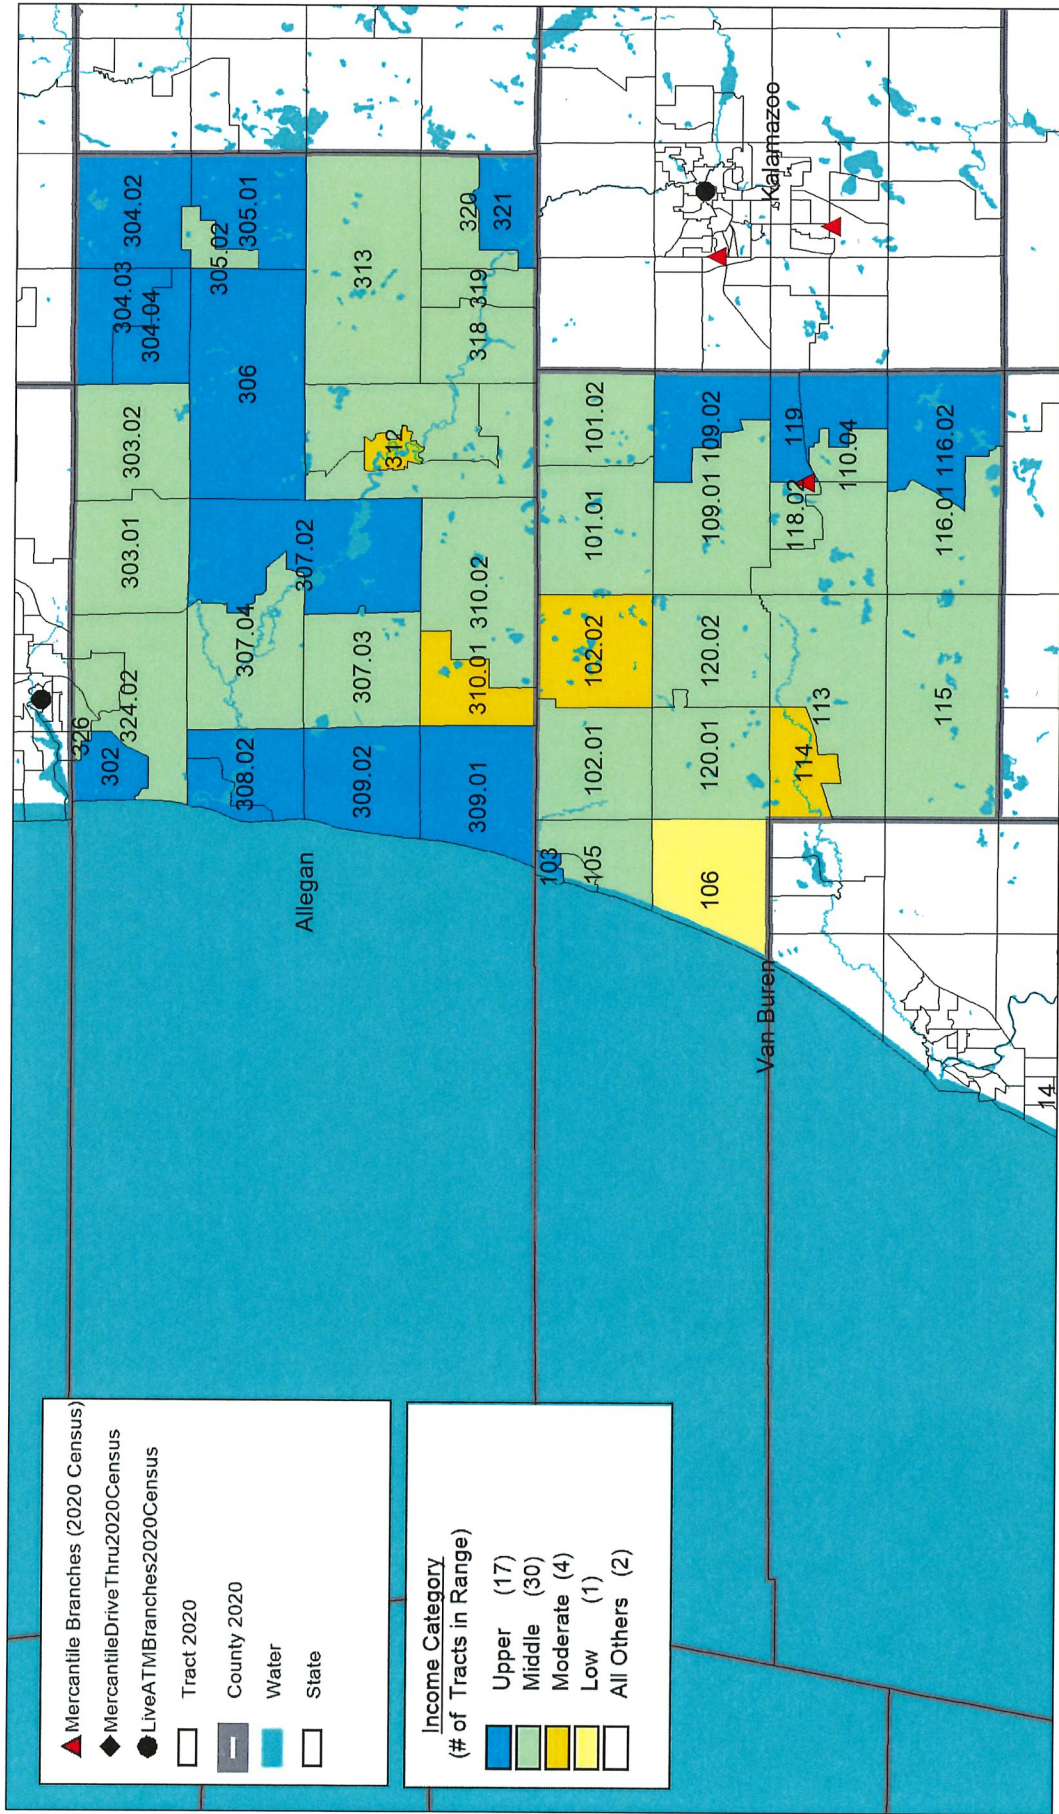 Mercantile Branches (2020 Census)
MercantileDriveThru2020Census
LiveATMBranches2020Census
Tract 2020
County 2020
Water
State
Income Category
(# of Tracts in Range)
Upper (17)
Middle (30)
Moderate (4)
Low (1)
All Others (2)
326
302
324.02
303.01
303.02
304.03
304.04
304.02
308.02
307.04
306
305.02
305.01
Allegan
309.02
307.03
307.02
312
313
309.01
310.01
310.02
318
319
320
321
103
105
102.01
102.02
101.01
101.02
106
120.01
120.02
109.01
109.02
Van Buren
114
113
118.02
119
110.04
Kalamazoo
115
116.01
116.02
14